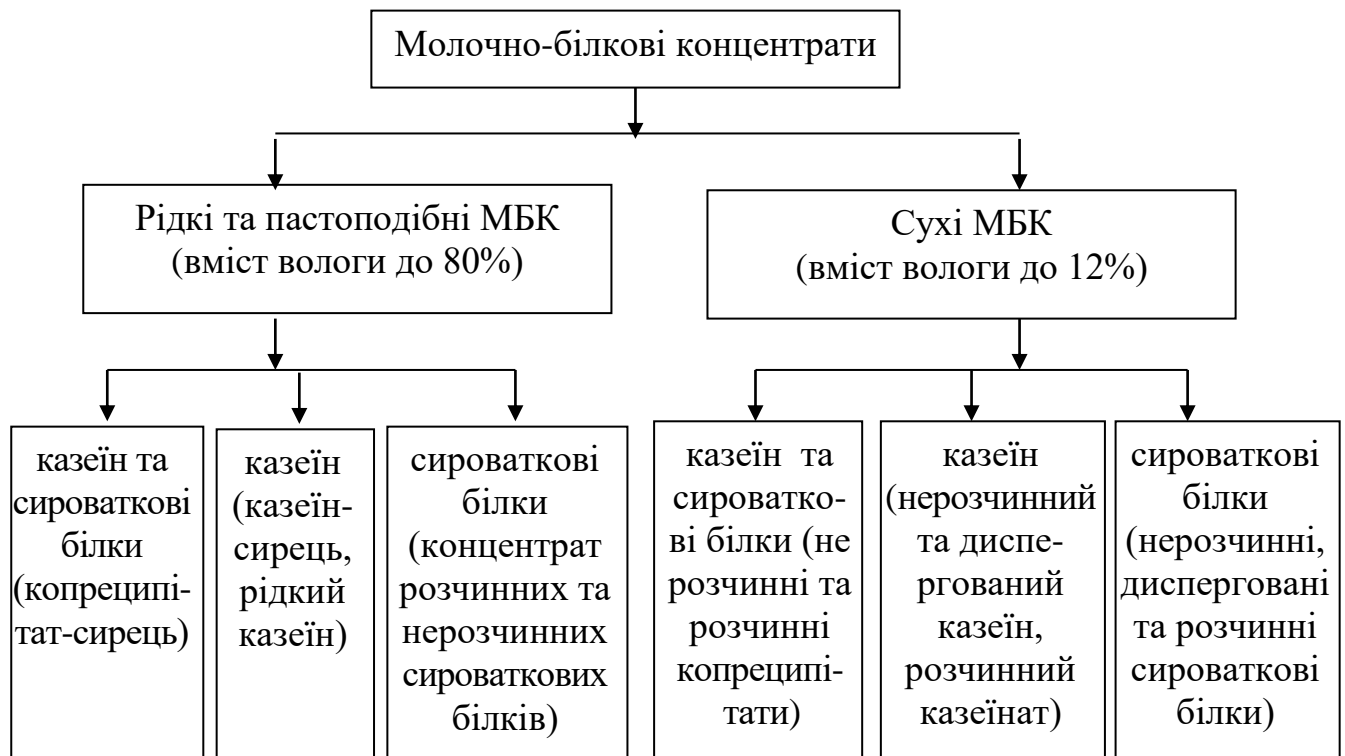 Молочно-білкові концентрати
Рідкі та пастоподібні МБК
(вміст вологи до 80%)
Сухі МБК
(вміст вологи до 12%)
казеїн та
сироваткові
білки
(копреципі-
тат-сирець)
казеїн
(казеїн-
сирець,
рідкий
казеїн)
сироваткові
білки
(концентрат
розчинних та
нерозчинних
сироваткових
білків)
казеїн та
сироватко-
ві білки (не
розчинні та
розчинні
копреципі-
тати)
казеїн
(нерозчинний
та диспе-
ргований
казеїн,
розчинний
казеїнат)
сироваткові
білки
(нерозчинні,
дисперговані
та розчинні
сироваткові
білки)